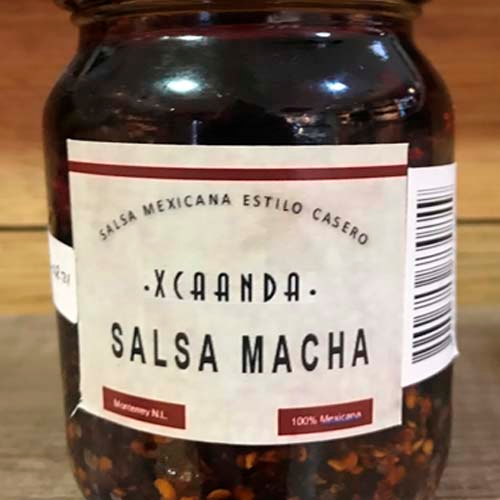 SALSA MEXICANA ESTILO CASERO
·XCAANDA·
SALSA MACHA
Monterrey N.L.
100% Mexicana